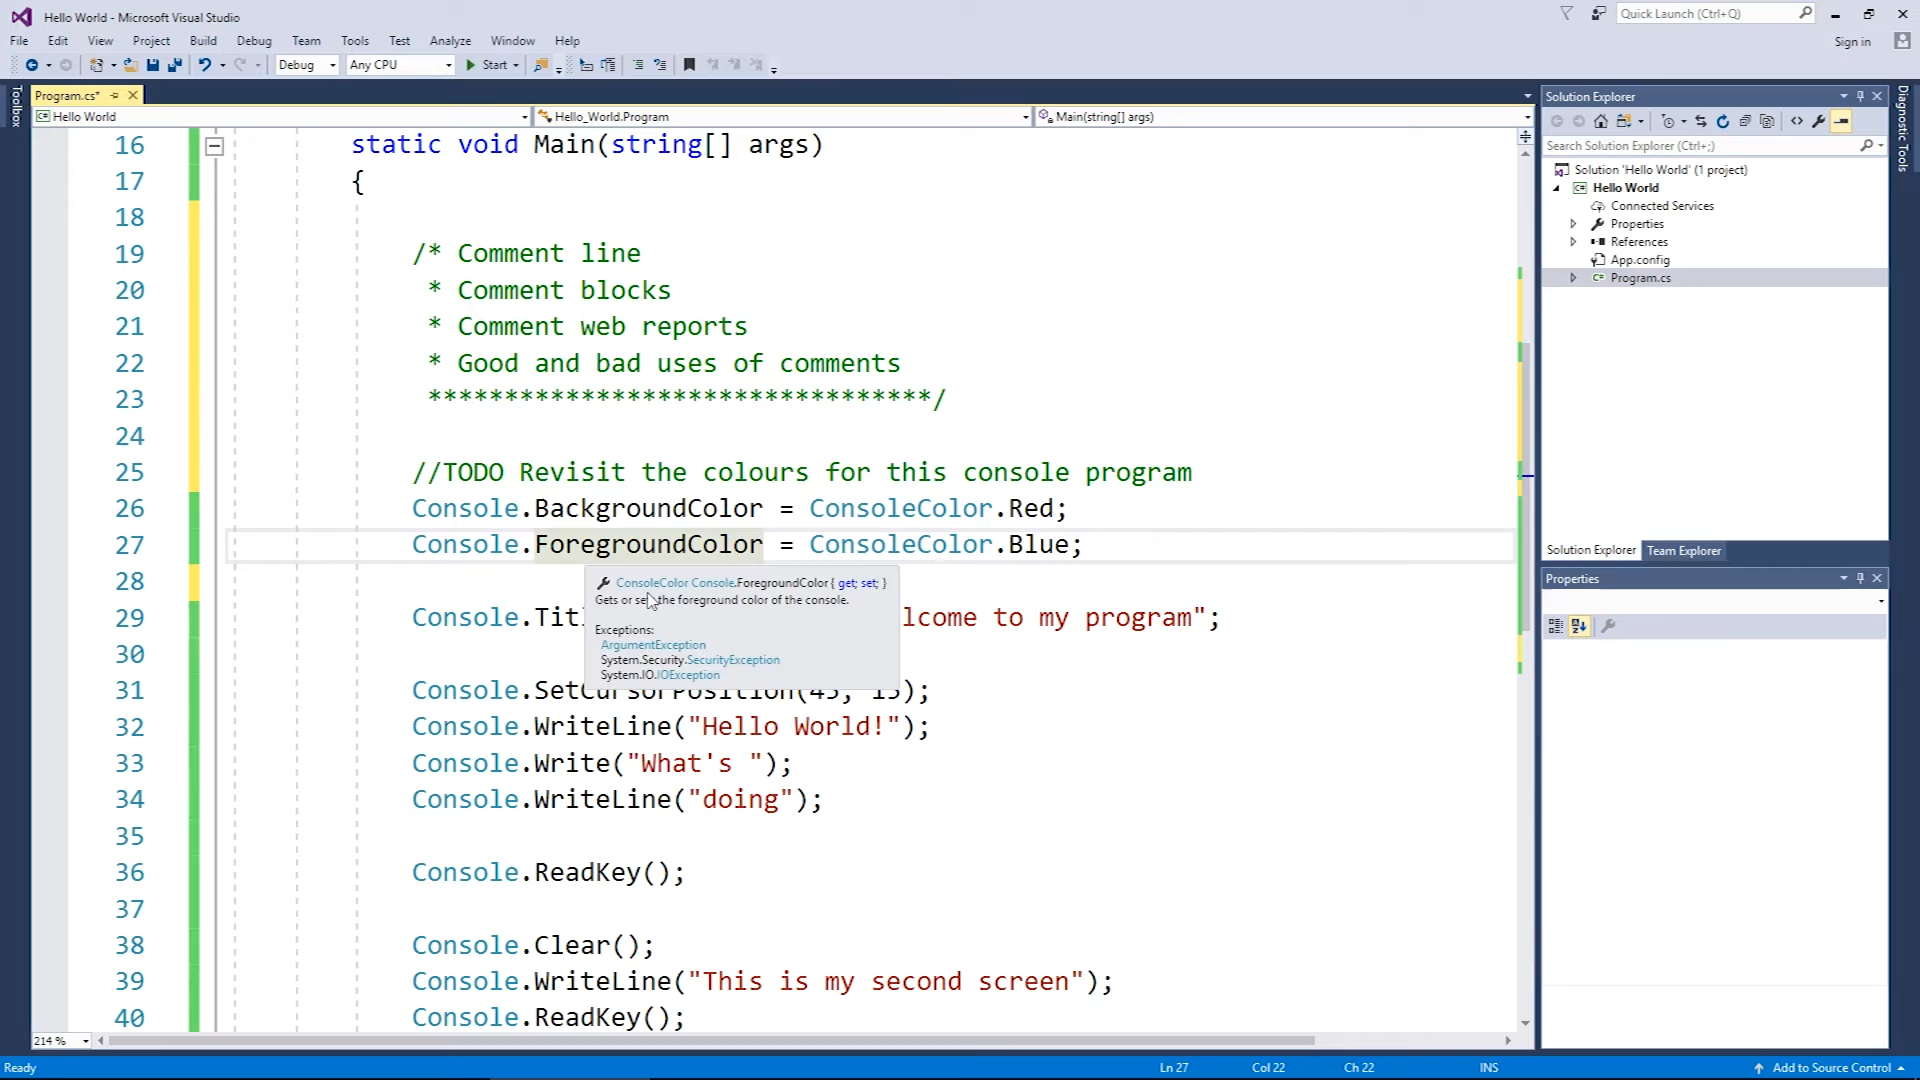 Hello World - Microsoft Visual Studio
Quick Launch (Ctrl+Q)
File Edit View Project Build Debug Team Tools Test Analyze Window Help
Sign in
Debug Any CPU Start
Toolbox
Program.cs*
Hello World
Hello_World.Program
Main(string[] args)
16 static void Main(string[] args)
17 {
18
19 /* Comment line
20 * Comment blocks
21 * Comment web reports
22 * Good and bad uses of comments
23 *********************************/
24
25 //TODO Revisit the colours for this console program
26 Console.BackgroundColor = ConsoleColor.Red;
27 Console.ForegroundColor = ConsoleColor.Blue;
28
ConsoleColor Console.ForegroundColor { get; set; }
Gets or set the foreground color of the console.
Exceptions:
ArgumentException
System.Security.SecurityException
System.IO.IOException
29 Console.Titl lcome to my program";
30
31 Console.SetCursorPosition(45, 15);
32 Console.WriteLine("Hello World!");
33 Console.Write("What's ");
34 Console.WriteLine("doing");
35
36 Console.ReadKey();
37
38 Console.Clear();
39 Console.WriteLine("This is my second screen");
40 Console.ReadKey();
214 %
Solution Explorer
Search Solution Explorer (Ctrl+;)
Solution 'Hello World' (1 project)
C# Hello World
Connected Services
Properties
References
App.config
C# Program.cs
Solution Explorer Team Explorer
Properties
Diagnostic Tools
Ready
Ln 27 Col 22 Ch 22 INS
Add to Source Control